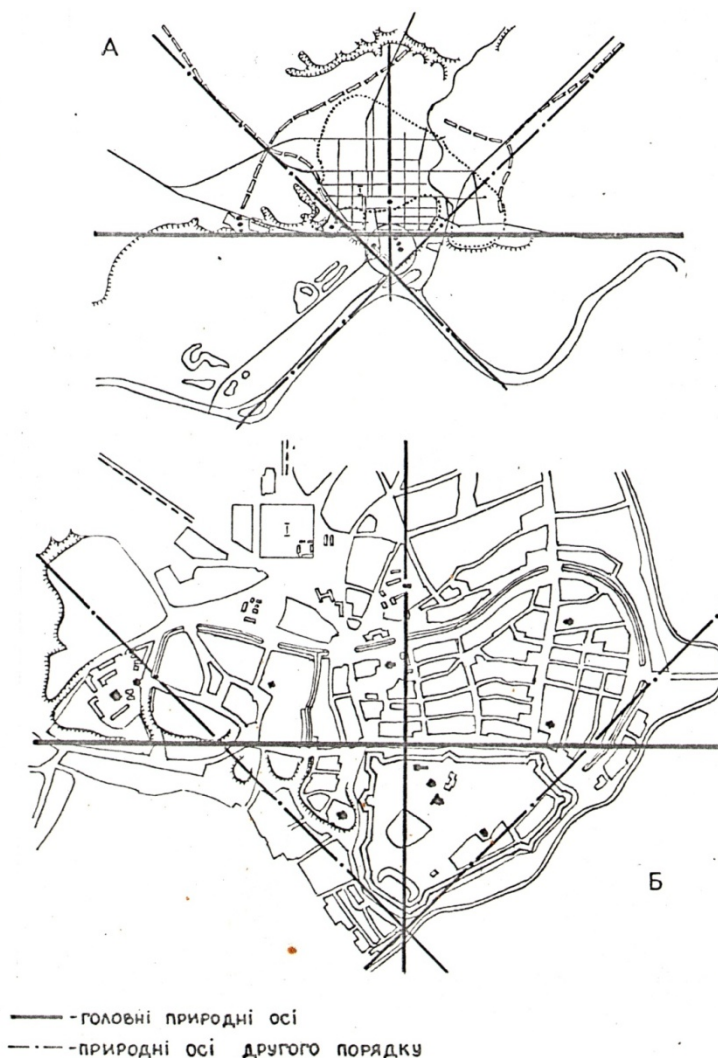 А
I
I
Б
- ГОЛОВНІ ПРИРОДНІ ОСІ
- ПРИРОДНІ ОСІ ДРУГОГО ПОРЯДКУ